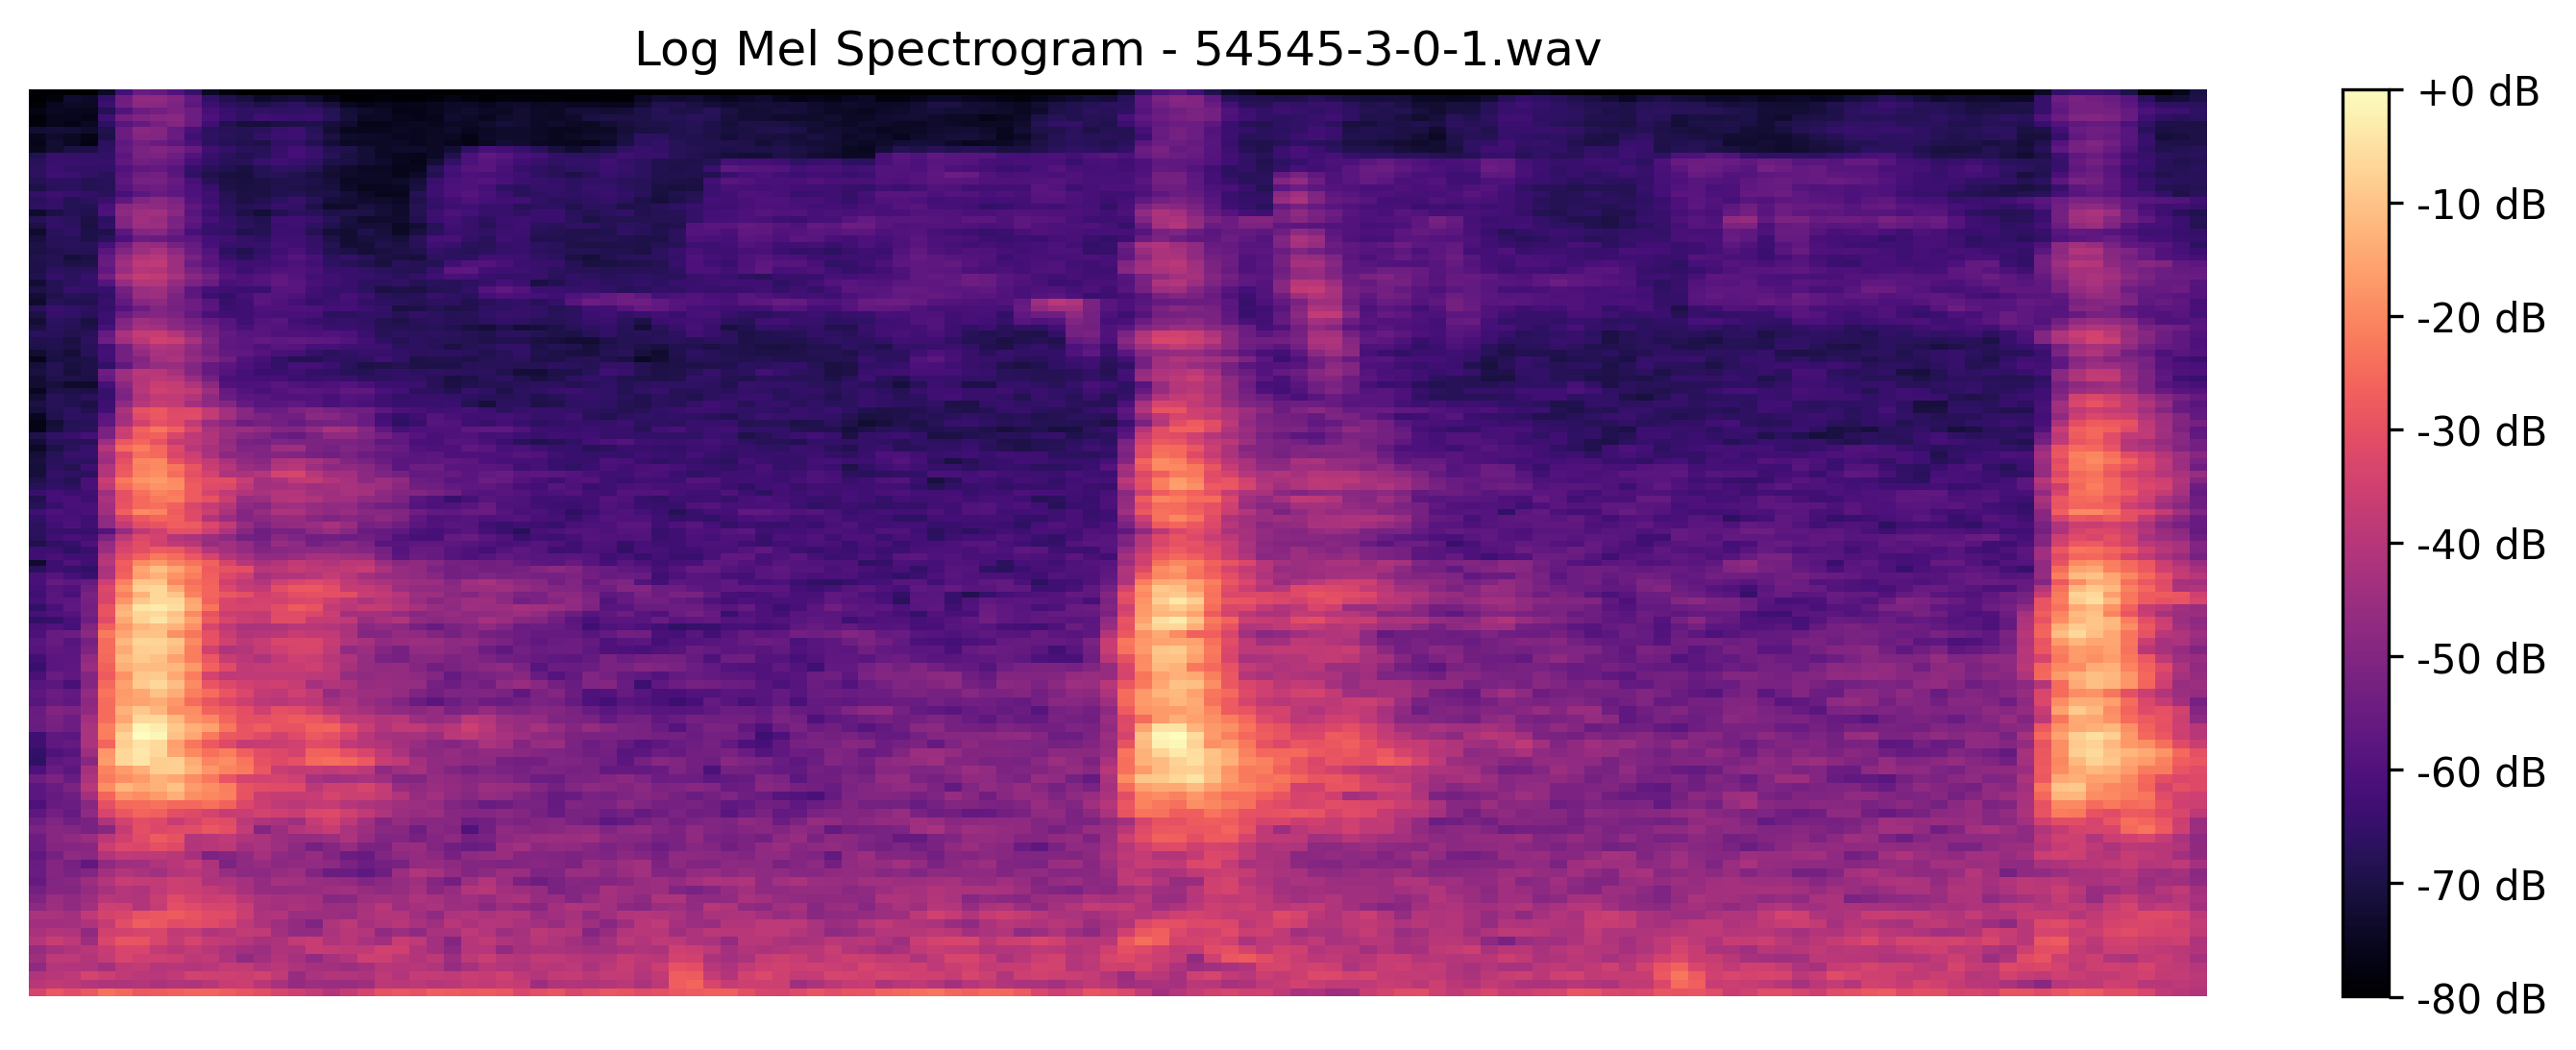 Log Mel Spectrogram - 54545-3-0-1.wav
+0 dB
-10 dB
-20 dB
-30 dB
-40 dB
-50 dB
-60 dB
-70 dB
-80 dB